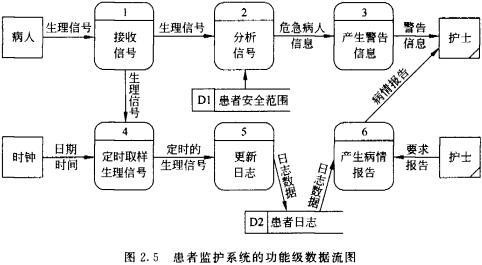 1
2
3
病人
生理信号
接收
信号
生理信号
分析
信号
危急病人
信息
产生警告
信息
警告
信息
护士
生理信号
D1 患者安全范围
病情报告
4
5
6
时钟
日期
时间
定时取样
生理信号
定时的
生理信号
更新
日志
日志数据
日志数据
产生病情
报告
要求
报告
护士
D2 患者日志
图 2.5 患者监护系统的功能级数据流图